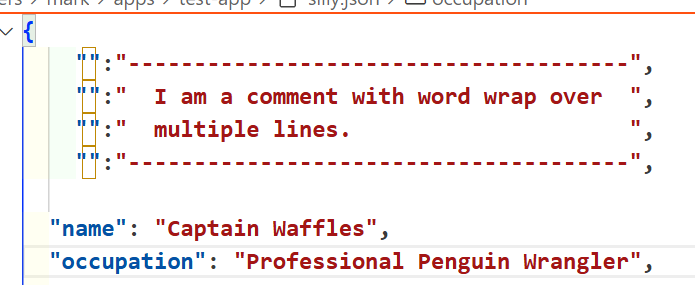 mark > apps > test-app > silly.json > occupation
{
"":"--------------------------------------",
"":"  I am a comment with word wrap over  ",
"":"  multiple lines.                     ",
"":"--------------------------------------",
"name": "Captain Waffles",
"occupation": "Professional Penguin Wrangler",